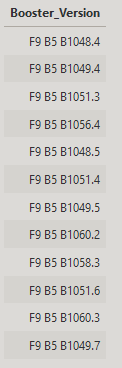 Booster_Version
F9 B5 B1048.4
F9 B5 B1049.4
F9 B5 B1051.3
F9 B5 B1056.4
F9 B5 B1048.5
F9 B5 B1051.4
F9 B5 B1049.5
F9 B5 B1060.2
F9 B5 B1058.3
F9 B5 B1051.6
F9 B5 B1060.3
F9 B5 B1049.7